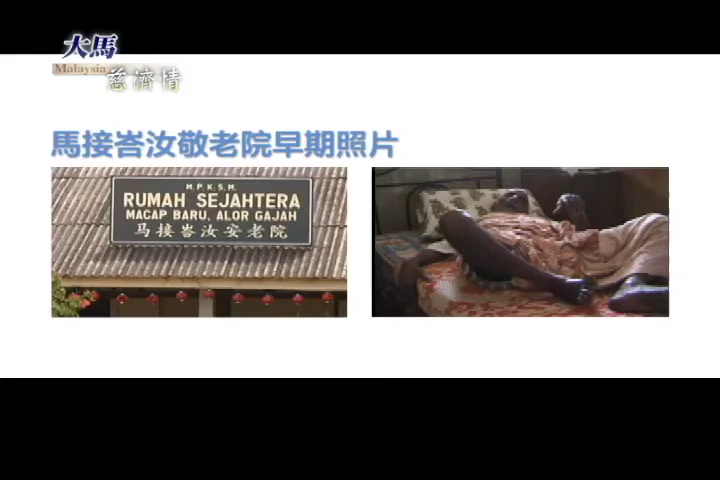 大馬
Malaysia
慈濟情
馬接峇汝敬老院早期照片
M.P.K.S.M.
RUMAH SEJAHTERA
MACAP BARU, ALOR GAJAH
马接峇汝安老院